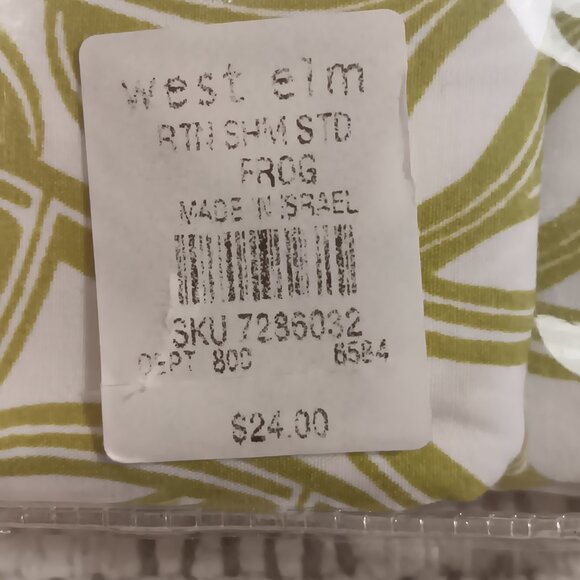 west elm
RTN SHM STD
FROG
MADE IN ISRAEL
SKU 7286032
DEPT 800 6584
$24.00